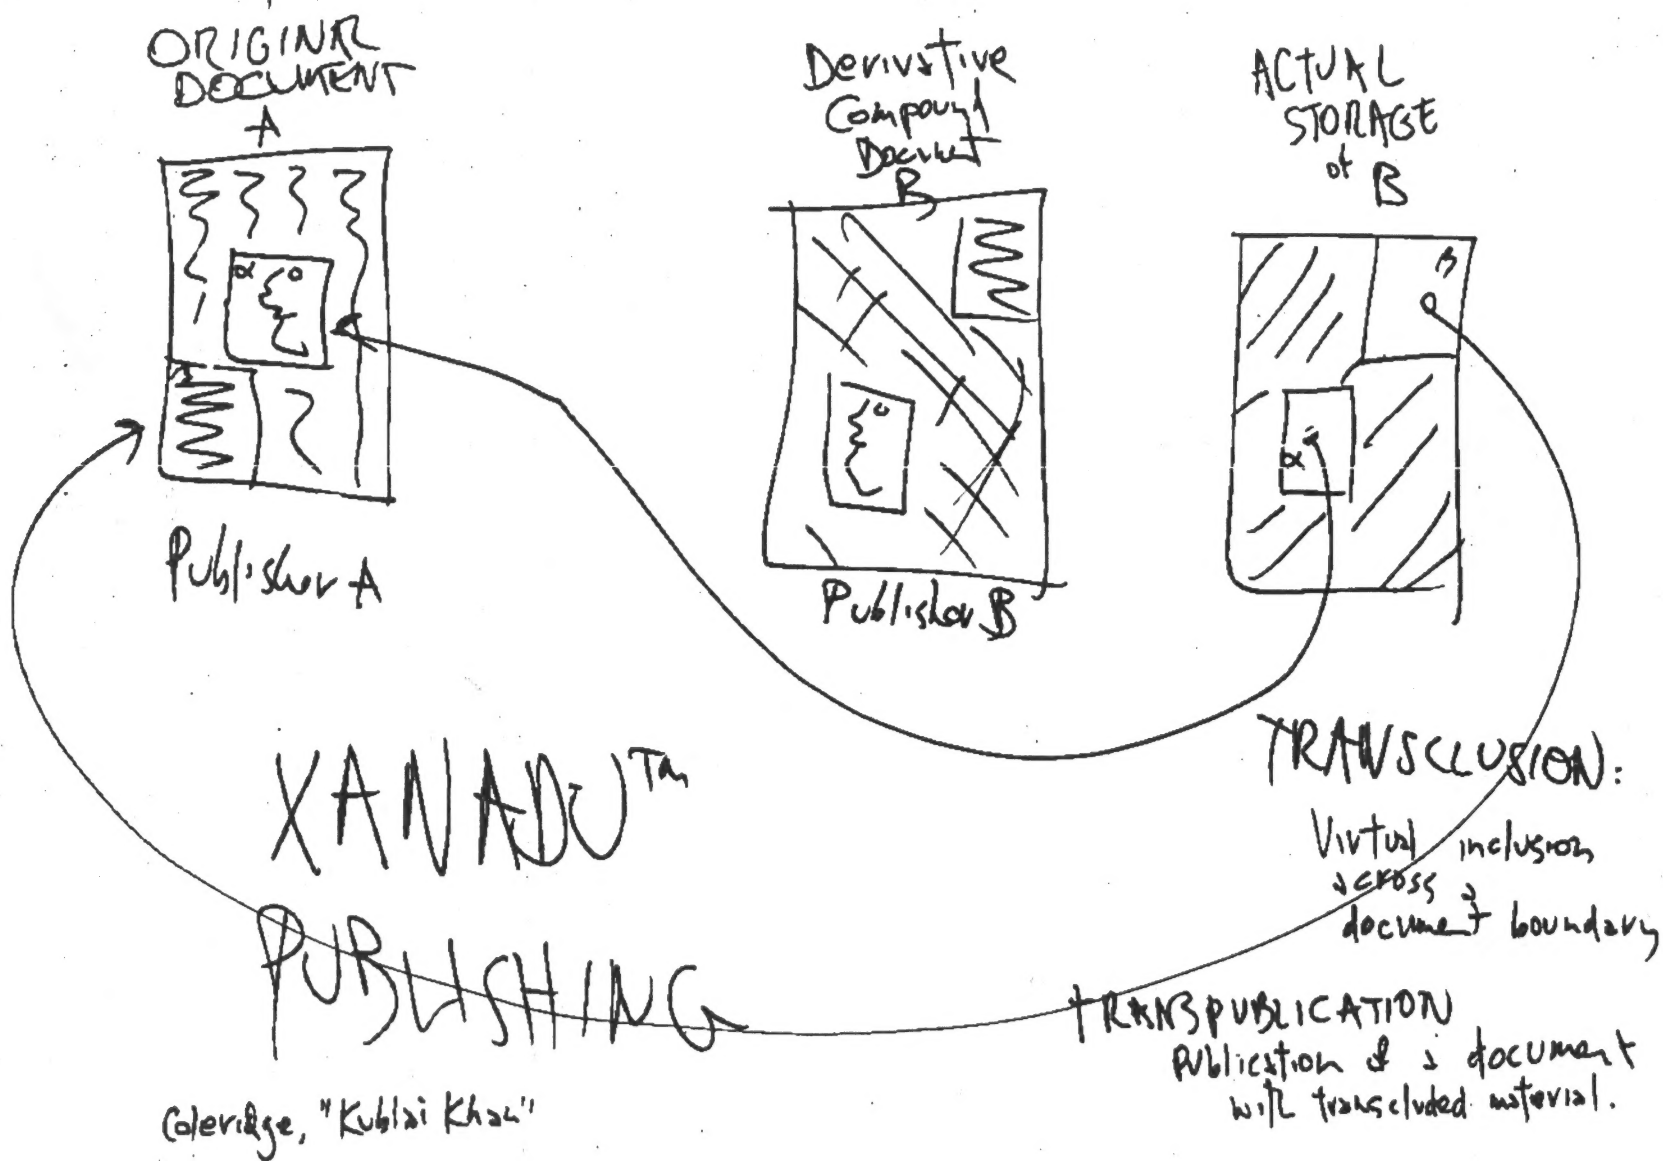 ORIGINAL
DOCUMENT
A
α
Publisher A
Derivative
Compound
Document
B
Publisher B
ACTUAL
STORAGE
of B
β
α
XANADU™
PUBLISHING
Coleridge, "Kublai Khan"
TRANSCLUSION:
Virtual inclusion
across a
document boundary
TRANSPUBLICATION
publication of a document
with transcluded material.